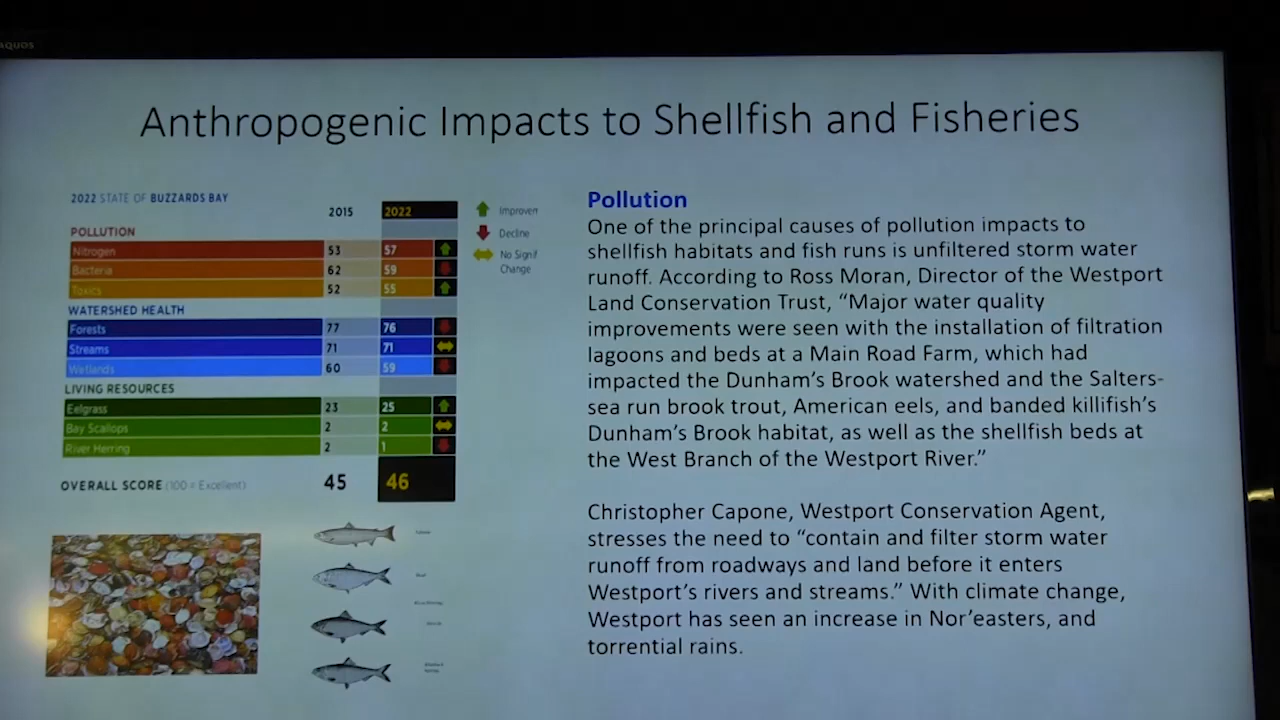 AQUOS
Anthropogenic Impacts to Shellfish and Fisheries
2022 STATE OF BUZZARDS BAY
2015 2022
POLLUTION
Nitrogen 53 57
Bacteria 62 59
Toxics 52 55
WATERSHED HEALTH
Forests 77 76
Streams 71 71
Wetlands 60 59
LIVING RESOURCES
Eelgrass 23 25
Bay Scallops 2 2
River Herring 2 1
OVERALL SCORE (100 = Excellent) 45 46
Improven
Decline
No Signif
Change
Pollution
One of the principal causes of pollution impacts to
shellfish habitats and fish runs is unfiltered storm water
runoff. According to Ross Moran, Director of the Westport
Land Conservation Trust, “Major water quality
improvements were seen with the installation of filtration
lagoons and beds at a Main Road Farm, which had
impacted the Dunham’s Brook watershed and the Salters-
sea run brook trout, American eels, and banded killifish’s
Dunham’s Brook habitat, as well as the shellfish beds at
the West Branch of the Westport River.”
Christopher Capone, Westport Conservation Agent,
stresses the need to “contain and filter storm water
runoff from roadways and land before it enters
Westport’s rivers and streams.” With climate change,
Westport has seen an increase in Nor’easters, and
torrential rains.